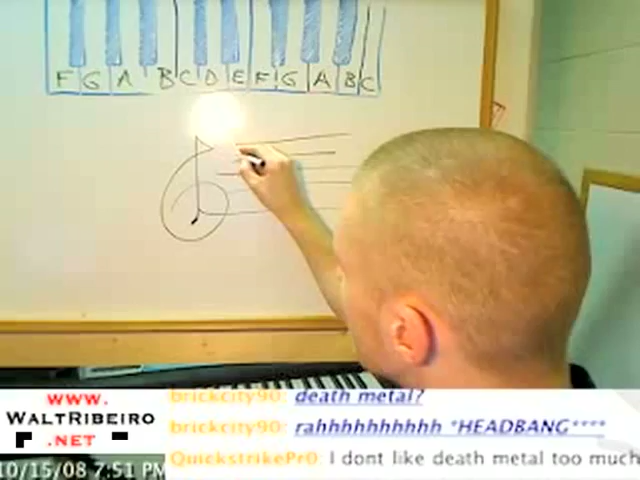 F G A B C D E F G A B C
brickcity90: death metal?
brickcity90: rahhhhhhhhhh *HEADBANG****
QuickstrikePr0: I dont like death metal too much
www.
WALTRIBEIRO
.NET
10/15/08 7:51 PM